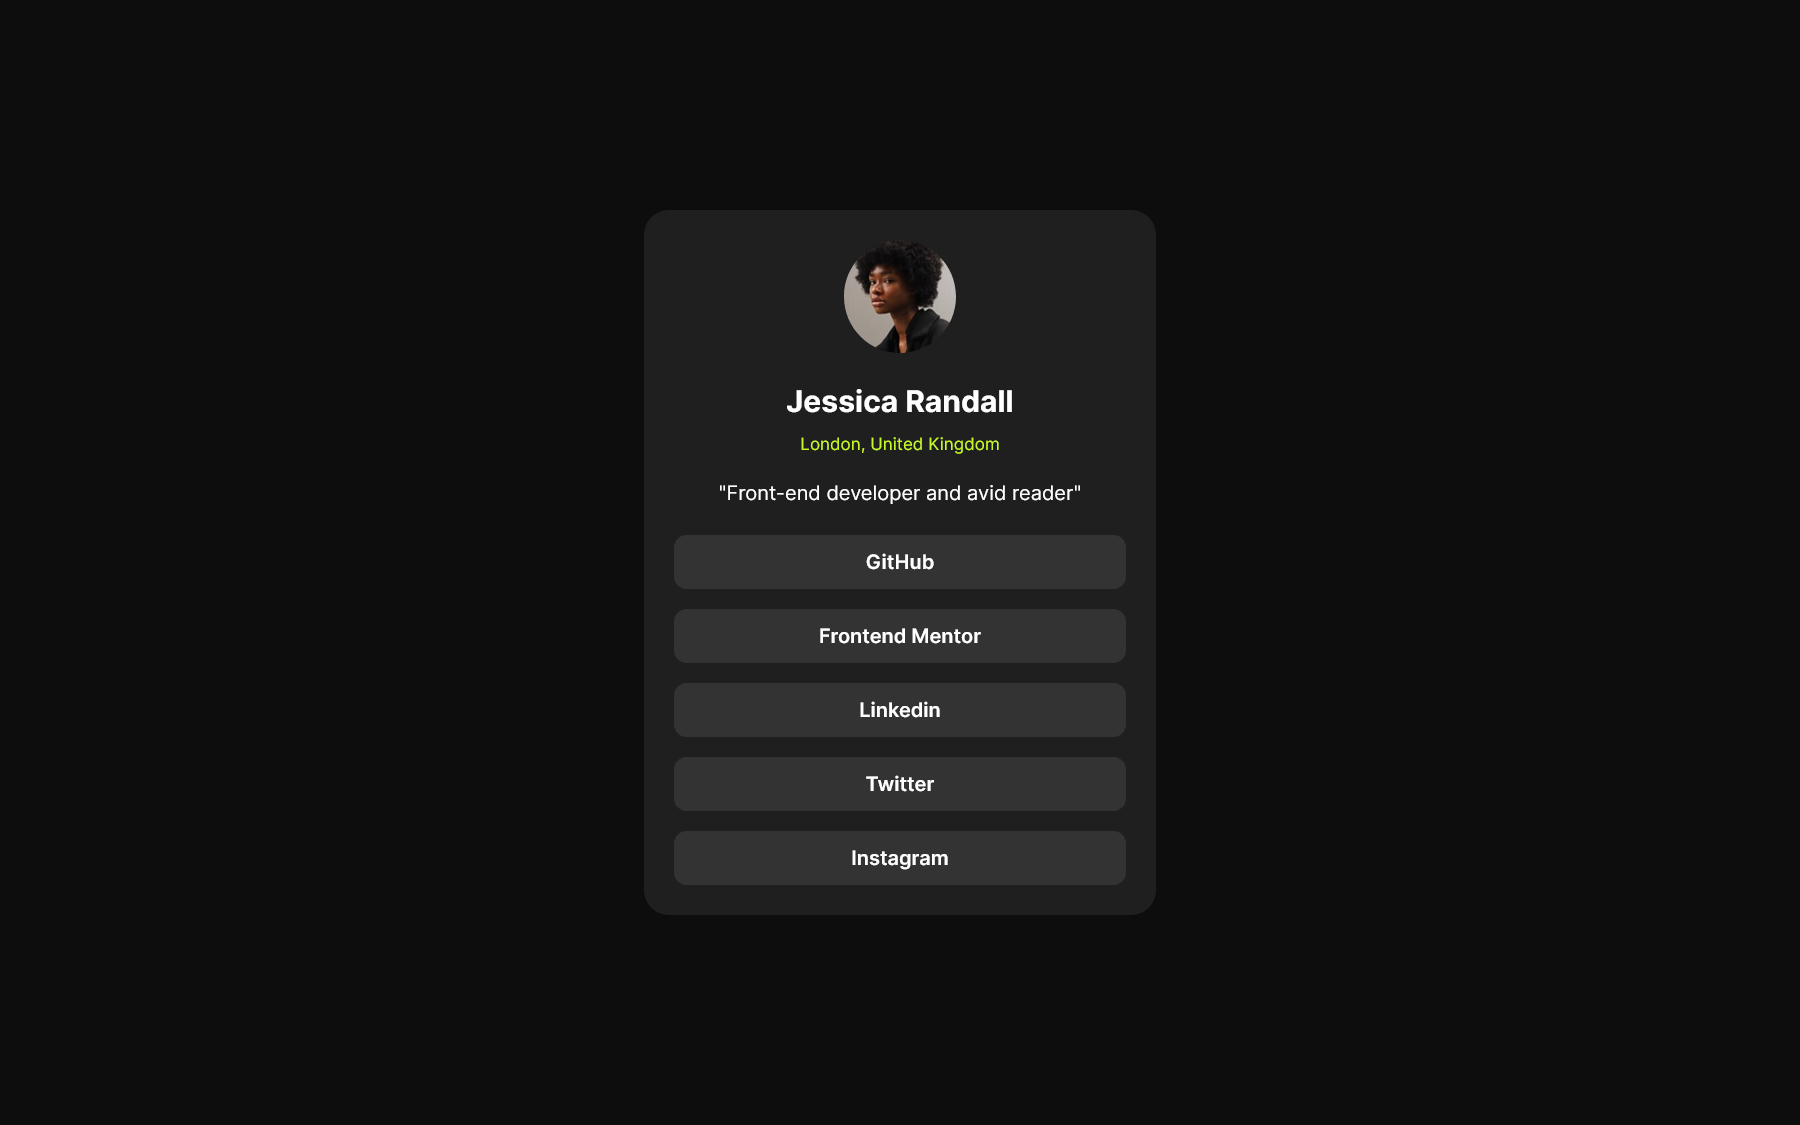 Jessica Randall
London, United Kingdom
"Front-end developer and avid reader"
GitHub
Frontend Mentor
Linkedin
Twitter
Instagram